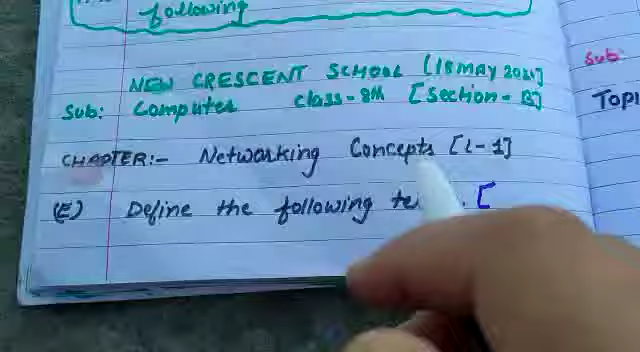 following
NEW CRESCENT SCHOOL [18 MAY 2021]
Sub: Computer Class-8th [Section-B]
CHAPTER:- Networking Concepts [L-1]
(E) Define the following te . [
Sub:
Topi